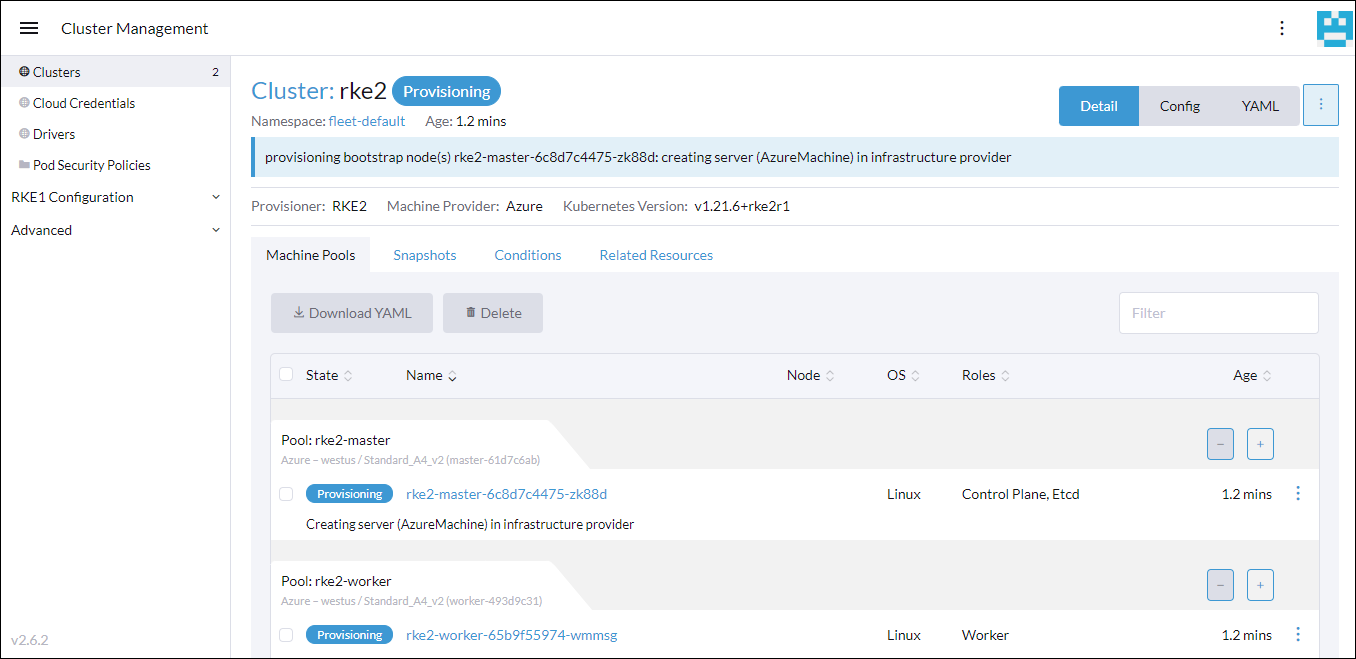 Cluster Management
Clusters 2
Cloud Credentials
Drivers
Pod Security Policies
RKE1 Configuration
Advanced
v2.6.2
Cluster: rke2 Provisioning
Namespace: fleet-default Age: 1.2 mins
Detail Config YAML
provisioning bootstrap node(s) rke2-master-6c8d7c4475-zk88d: creating server (AzureMachine) in infrastructure provider
Provisioner: RKE2 Machine Provider: Azure Kubernetes Version: v1.21.6+rke2r1
Machine Pools Snapshots Conditions Related Resources
Download YAML Delete Filter
State Name Node OS Roles Age
Pool: rke2-master
Azure – westus / Standard_A4_v2 (master-61d7c6ab)
Provisioning rke2-master-6c8d7c4475-zk88d Linux Control Plane, Etcd 1.2 mins
Creating server (AzureMachine) in infrastructure provider
Pool: rke2-worker
Azure – westus / Standard_A4_v2 (worker-493d9c31)
Provisioning rke2-worker-65b9f55974-wmmsg Linux Worker 1.2 mins